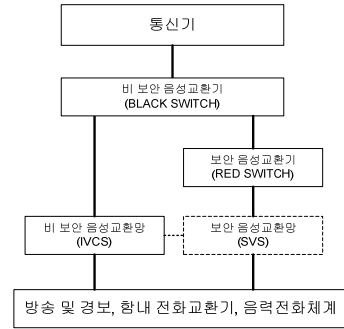 통신기
비 보안 음성교환기
(BLACK SWITCH)
보안 음성교환기
(RED SWITCH)
비 보안 음성교환망
(IVCS)
보안 음성교환망
(SVS)
방송 및 경보, 함내 전화교환기, 음력전화체계